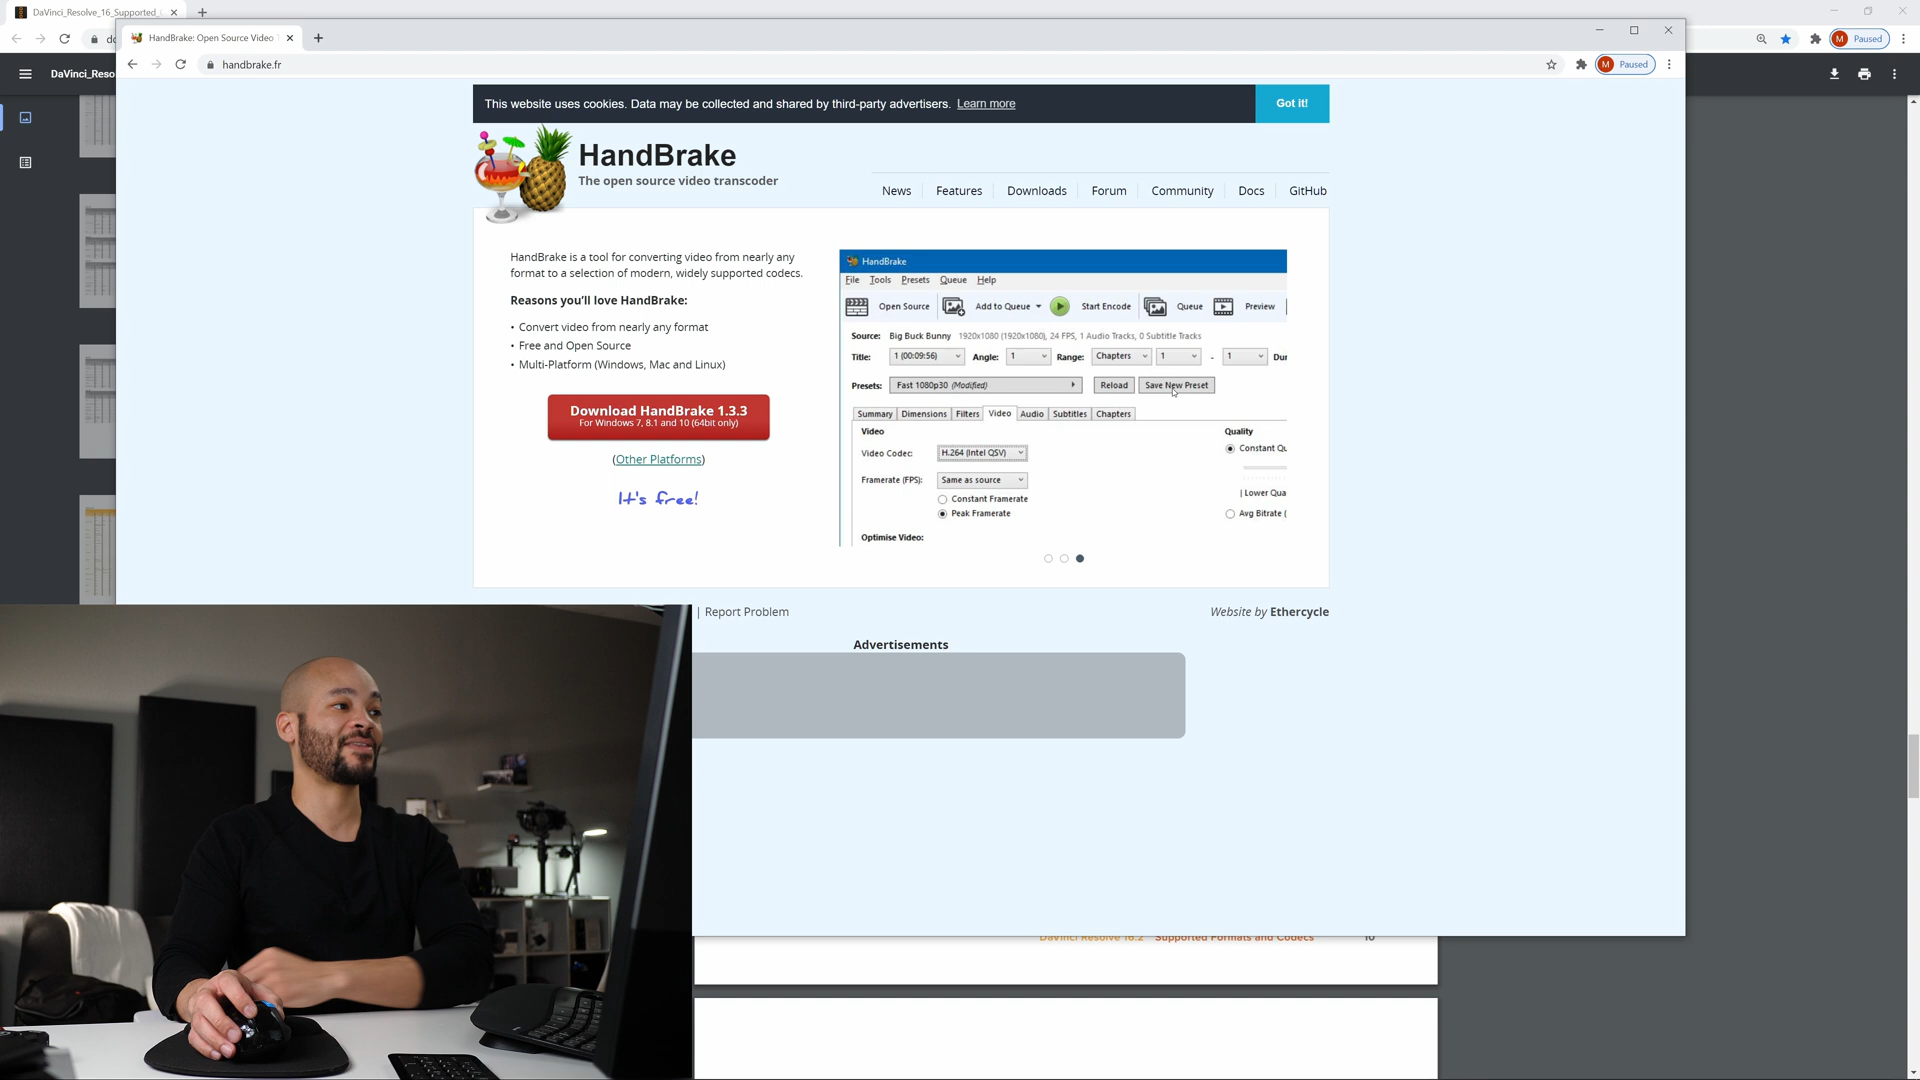 DaVinci_Resolve_16_Supported_
HandBrake: Open Source Video
Paused
handbrake.fr
Paused
DaVinci_Reso
This website uses cookies. Data may be collected and shared by third-party advertisers. Learn more
Got it!
HandBrake
The open source video transcoder
News
Features
Downloads
Forum
Community
Docs
GitHub
HandBrake is a tool for converting video from nearly any
format to a selection of modern, widely supported codecs.
Reasons you'll love HandBrake:
• Convert video from nearly any format
• Free and Open Source
• Multi-Platform (Windows, Mac and Linux)
Download HandBrake 1.3.3
For Windows 7, 8.1 and 10 (64bit only)
(Other Platforms)
It's free!
HandBrake
File Tools Presets Queue Help
Open Source Add to Queue Start Encode Queue Preview
Source: Big Buck Bunny 1920x1080 (1920x1080), 24 FPS, 1 Audio Tracks, 0 Subtitle Tracks
Title: 1 (00:09:56) Angle: 1 Range: Chapters 1 - 1 Du
Presets: Fast 1080p30 (Modified) Reload Save New Preset
Summary Dimensions Filters Video Audio Subtitles Chapters
Video
Quality
Video Codec: H.264 (Intel QSV)
Constant Qu
Framerate (FPS): Same as source
Constant Framerate
| Lower Qua
Peak Framerate
Avg Bitrate (
Optimise Video:
| Report Problem
Website by Ethercycle
Advertisements
DaVinci Resolve 16.2 Supported Formats and Codecs 10